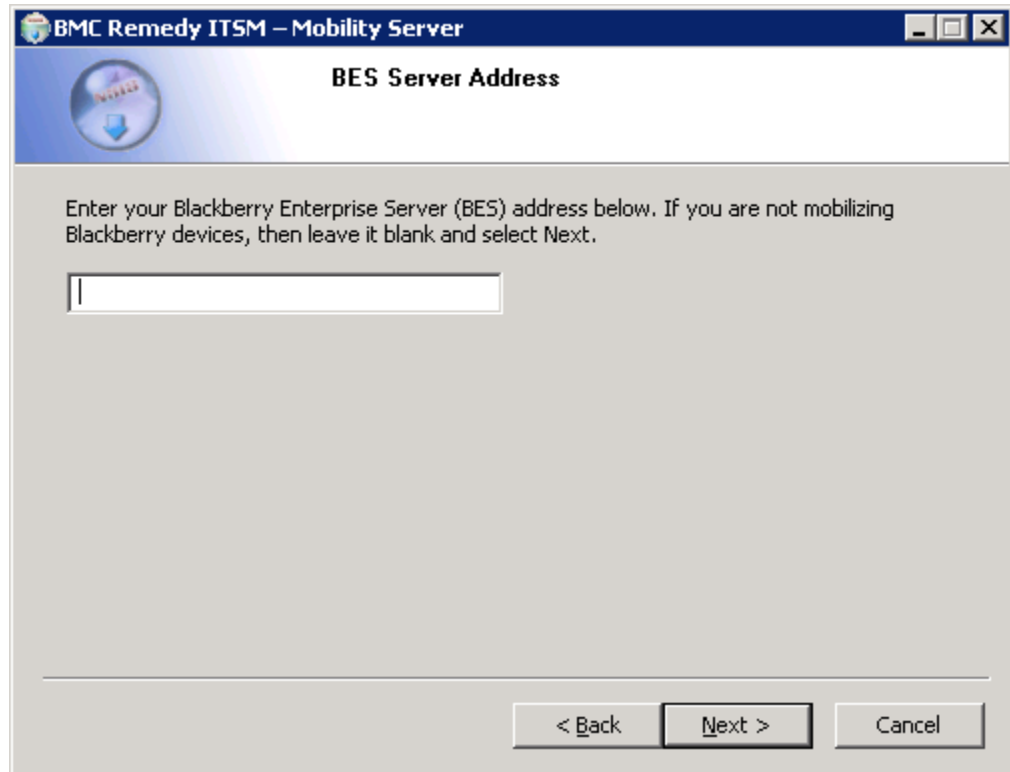 BMC Remedy ITSM – Mobility Server
BES Server Address
Enter your Blackberry Enterprise Server (BES) address below. If you are not mobilizing
Blackberry devices, then leave it blank and select Next.
< Back Next > Cancel